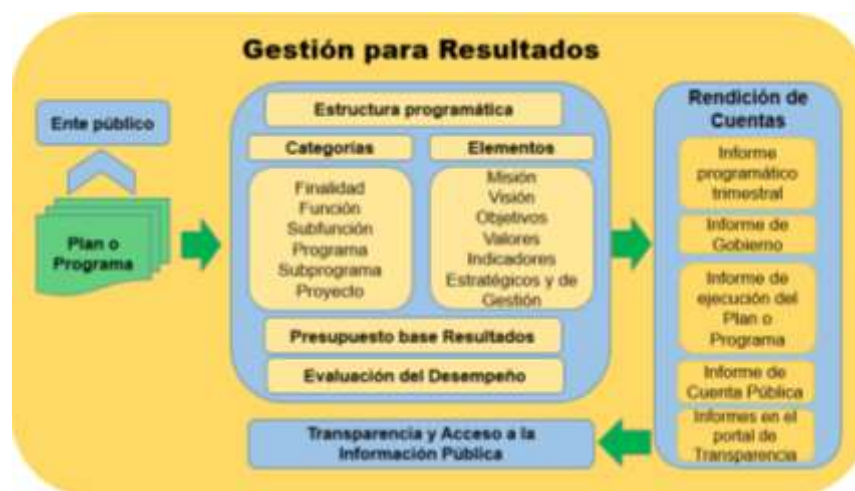 Gestión para Resultados
Ente público
Plan o
Programa
Estructura programática
Categorías
Finalidad
Función
Subfunción
Programa
Subprograma
Proyecto
Elementos
Misión
Visión
Objetivos
Valores
Indicadores
Estratégicos y de
Gestión
Presupuesto base Resultados
Evaluación del Desempeño
Rendición de
Cuentas
Informe
programático
trimestral
Informe de
Gobierno
Informe de
ejecución del
Plan o
Programa
Informe de
Cuenta Pública
Informes en el
portal de
Transparencia
Transparencia y Acceso a la
Información Pública